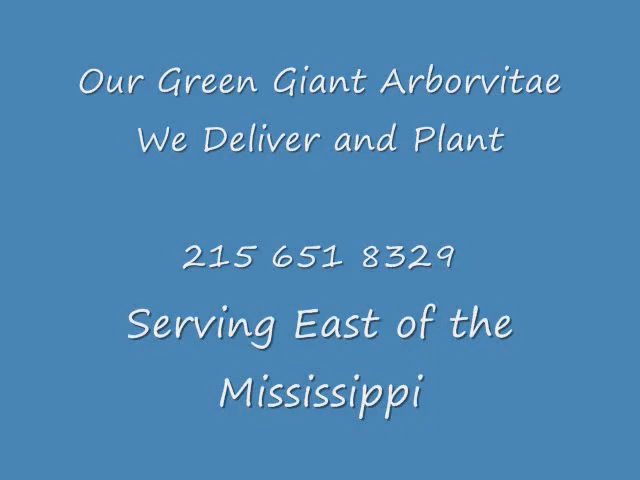 Our Green Giant Arborvitae
We Deliver and Plant
215 651 8329
Serving East of the
Mississippi